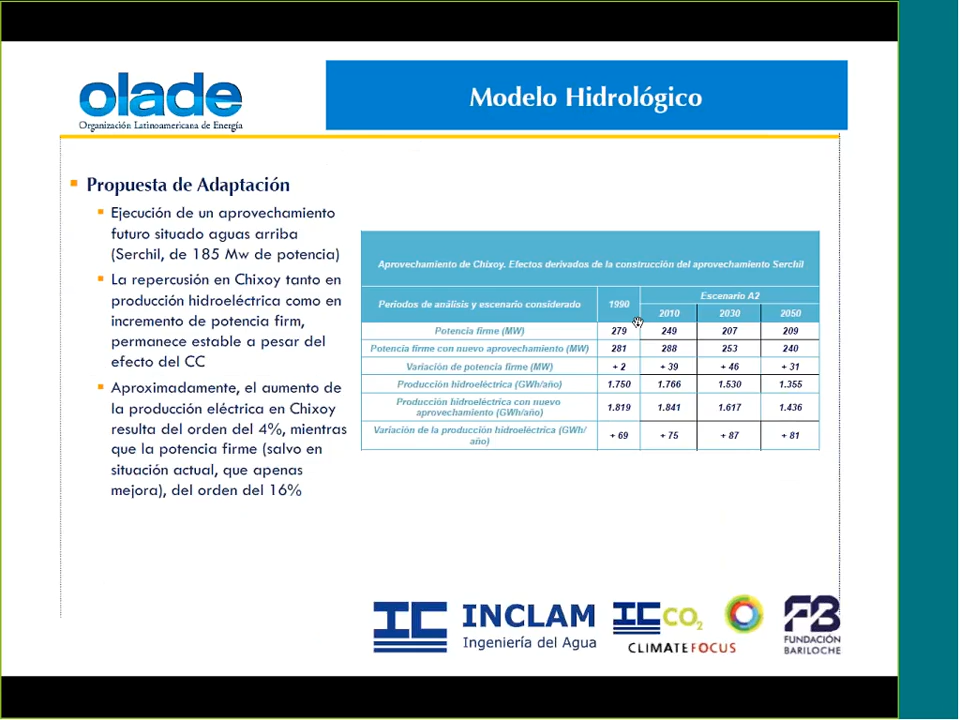 olade
Organización Latinoamericana de Energía
Modelo Hidrológico
Propuesta de Adaptación
Ejecución de un aprovechamiento
futuro situado aguas arriba
(Serchil, de 185 Mw de potencia)
La repercusión en Chixoy tanto en
producción hidroeléctrica como en
incremento de potencia firm,
permanece estable a pesar del
efecto del CC
Aproximadamente, el aumento de
la producción eléctrica en Chixoy
resulta del orden del 4%, mientras
que la potencia firme (salvo en
situación actual, que apenas
mejora), del orden del 16%
Aprovechamiento de Chixoy. Efectos derivados de la construcción del aprovechamiento Serchil
Periodos de análisis y escenario considerado 1990 Escenario A2
2010 2030 2050
Potencia firme (MW) 279 249 207 209
Potencia firme con nuevo aprovechamiento (MW) 281 288 253 240
Variación de potencia firme (MW) + 2 + 39 + 46 + 31
Producción hidroeléctrica (GWh/año) 1.750 1.766 1.530 1.355
Producción hidroeléctrica con nuevo
aprovechamiento (GWh/año) 1.819 1.841 1.617 1.436
Variación de la producción hidroeléctrica (GWh/
año) + 69 + 75 + 87 + 81
IC INCLAM
Ingeniería del Agua
IC CO2
CLIMATEFOCUS
FB
FUNDACIÓN
BARILOCHE